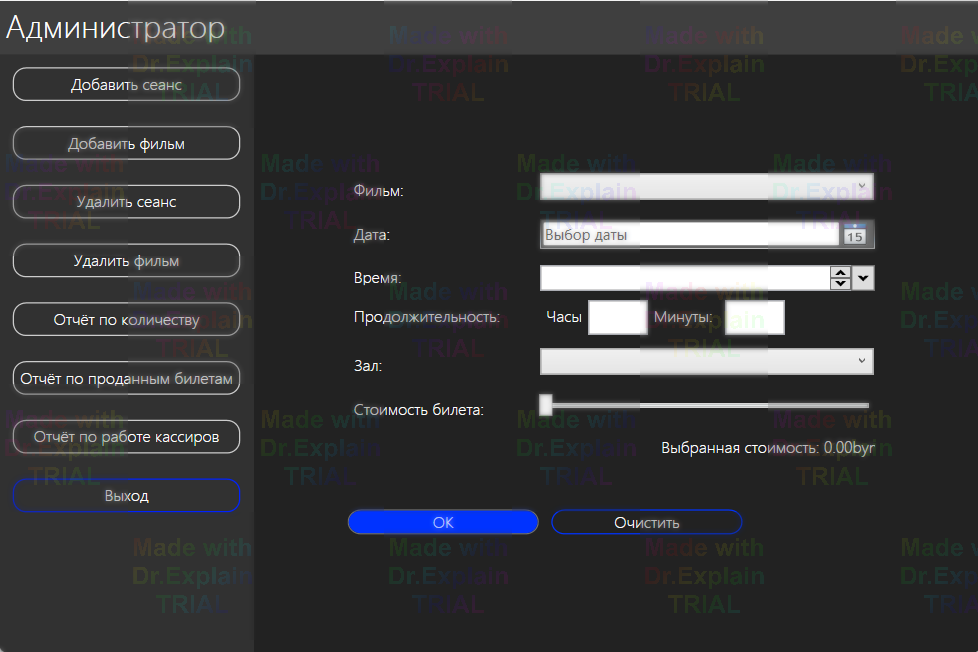 Администратор
Добавить сеанс
Добавить фильм
Удалить сеанс
Удалить фильм
Отчёт по количеству
Отчёт по проданным билетам
Отчёт по работе кассиров
Выход
Фильм:
Дата: Выбор даты 15
Время:
Продолжительность: Часы Минуты:
Зал:
Стоимость билета:
Выбранная стоимость: 0.00byr
ОК Очистить
Made with
Dr.Explain
TRIAL